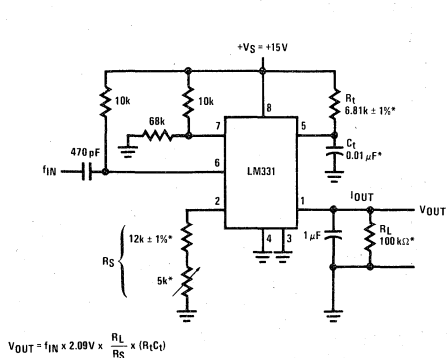 +VS = +15V
10k
10k
Rt
6.81k ± 1%*
68k
8
7
5
Ct
0.01 µF*
470 pF
fIN
6
LM331
2
1
IOUT
VOUT
12k ± 1%*
RS
5k*
4
3
1 µF
RL
100 kΩ*
VOUT = fIN x 2.09V x RL/RS x (RtCt)